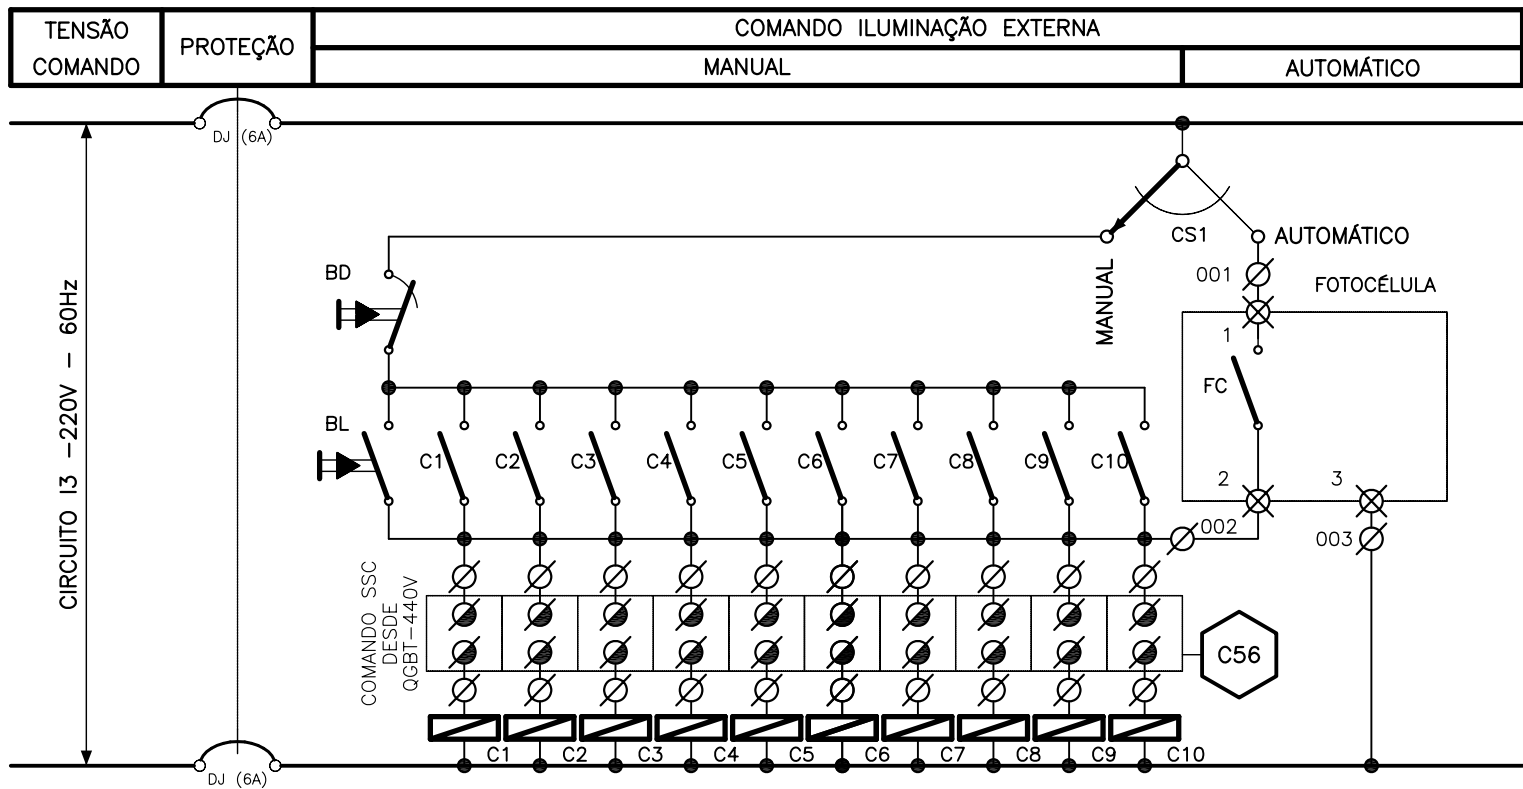 TENSÃO
COMANDO
PROTEÇÃO
COMANDO ILUMINAÇÃO EXTERNA
MANUAL
AUTOMÁTICO
DJ (6A)
CS1
AUTOMÁTICO
MANUAL
BD
001
FOTOCÉLULA
1
FC
2
3
002
003
CIRCUITO 13 -220V - 60Hz
BL
C1
C2
C3
C4
C5
C6
C7
C8
C9
C10
COMANDO SSC
DESDE
QGBT-440V
C56
C1
C2
C3
C4
C5
C6
C7
C8
C9
C10
DJ (6A)